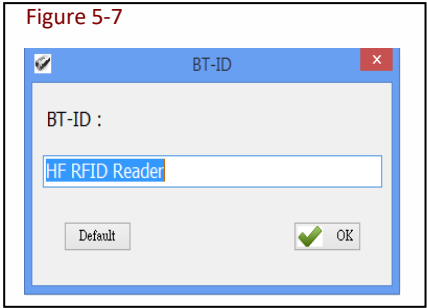 Figure 5-7
BT-ID
x
BT-ID :
HF RFID Reader
Default
OK